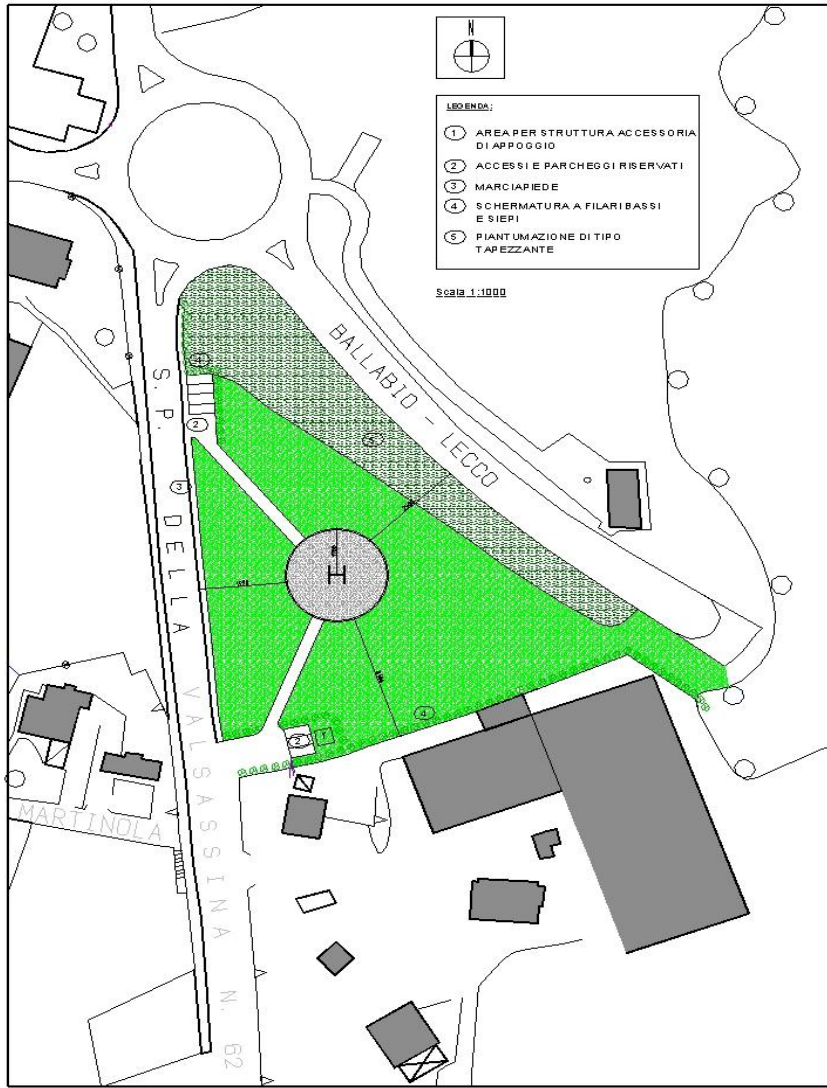 N
LEGENDA:
1 AREA PER STRUTTURA ACCESSORIA
DI APPOGGIO
2 ACCESSI E PARCHEGGI RISERVATI
3 MARCIAPIEDE
4 SCHERMATURA A FILARI BASSI
E SIEPI
5 PIANTUMAZIONE DI TIPO
TAPEZZANTE
Scala 1:1000
BALLABIO - LECCO
S.P. DELLA VALSASSINA N. 62
4
2
5
3
H
4
2
1
MARTINOLA